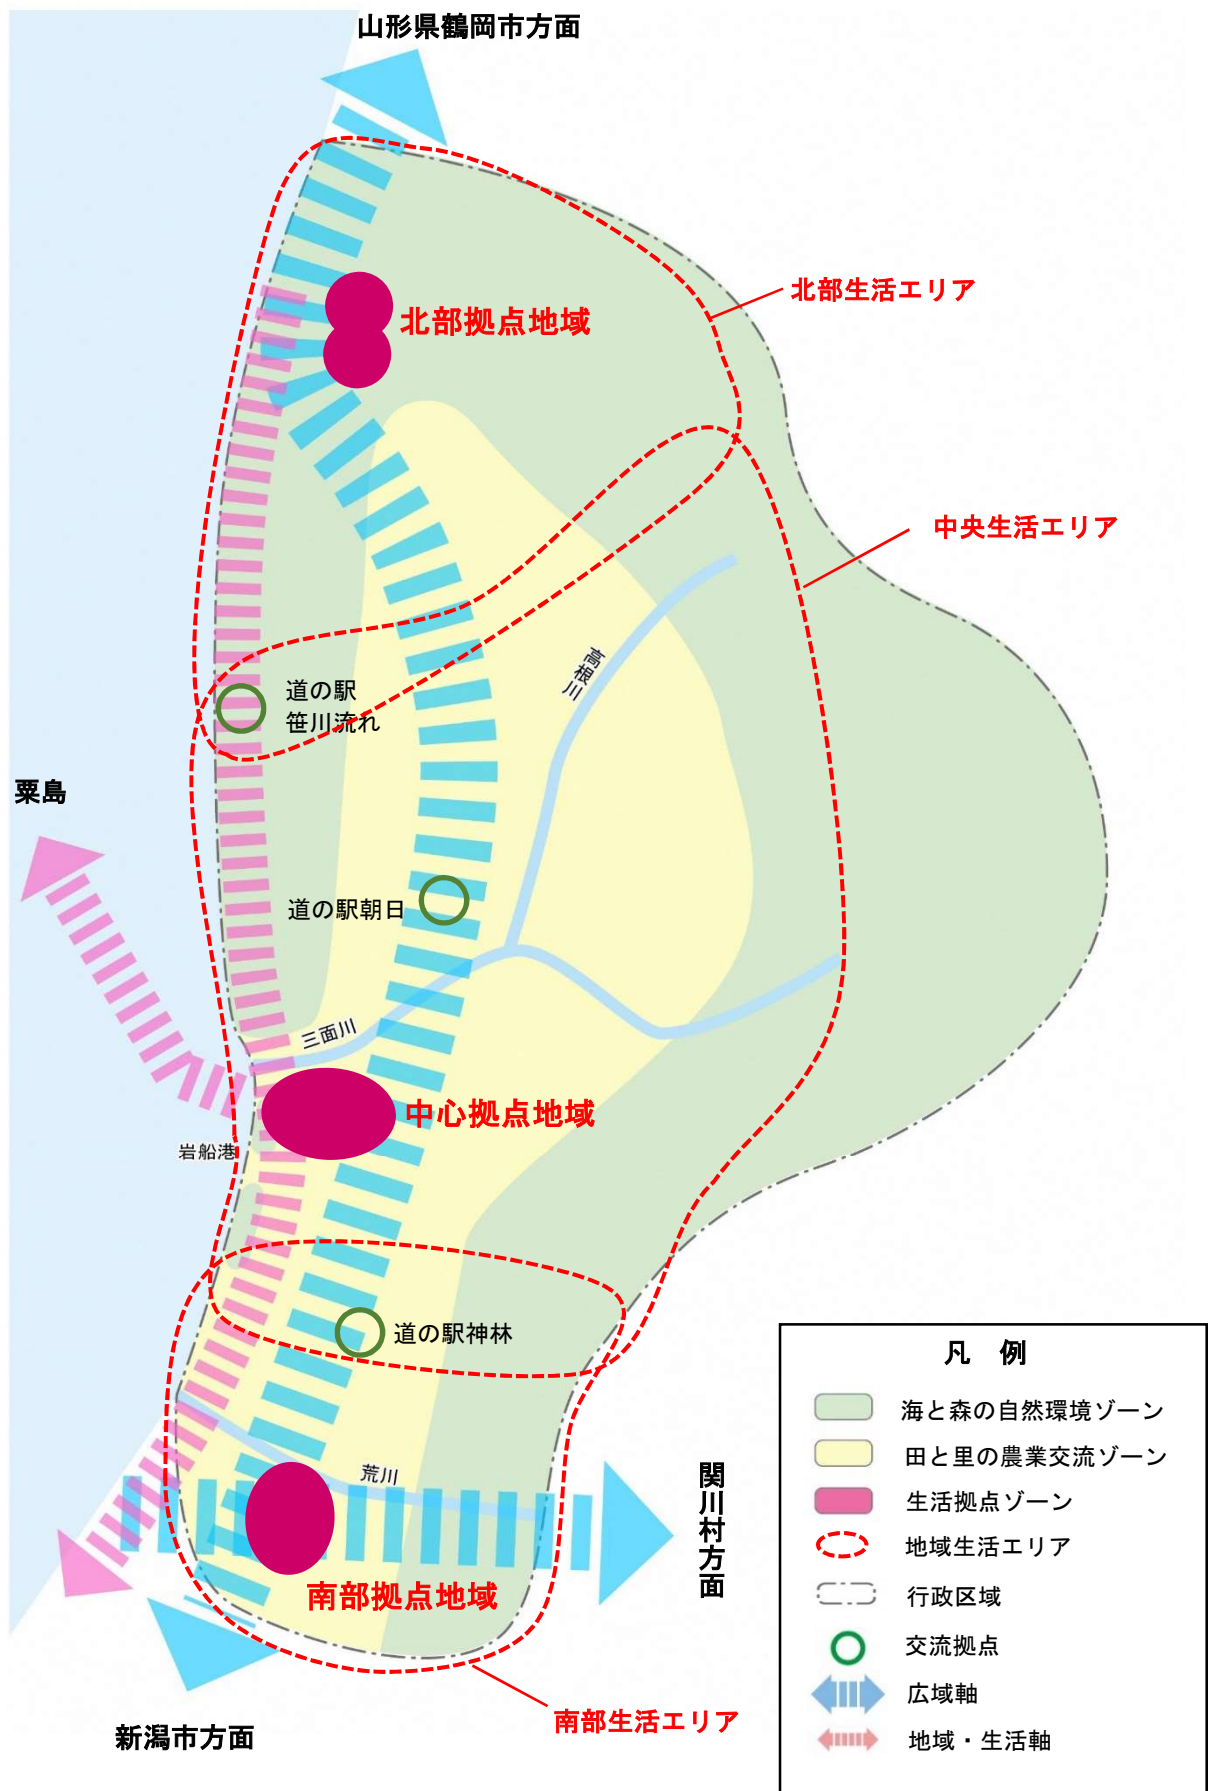 山形県鶴岡市方面
北部生活エリア
北部拠点地域
中央生活エリア
高根川
道の駅
笹川流れ
粟島
道の駅朝日
三面川
中心拠点地域
岩船港
道の駅神林
荒川
関川村方面
南部拠点地域
南部生活エリア
新潟市方面
凡 例
海と森の自然環境ゾーン
田と里の農業交流ゾーン
生活拠点ゾーン
地域生活エリア
行政区域
交流拠点
広域軸
地域・生活軸